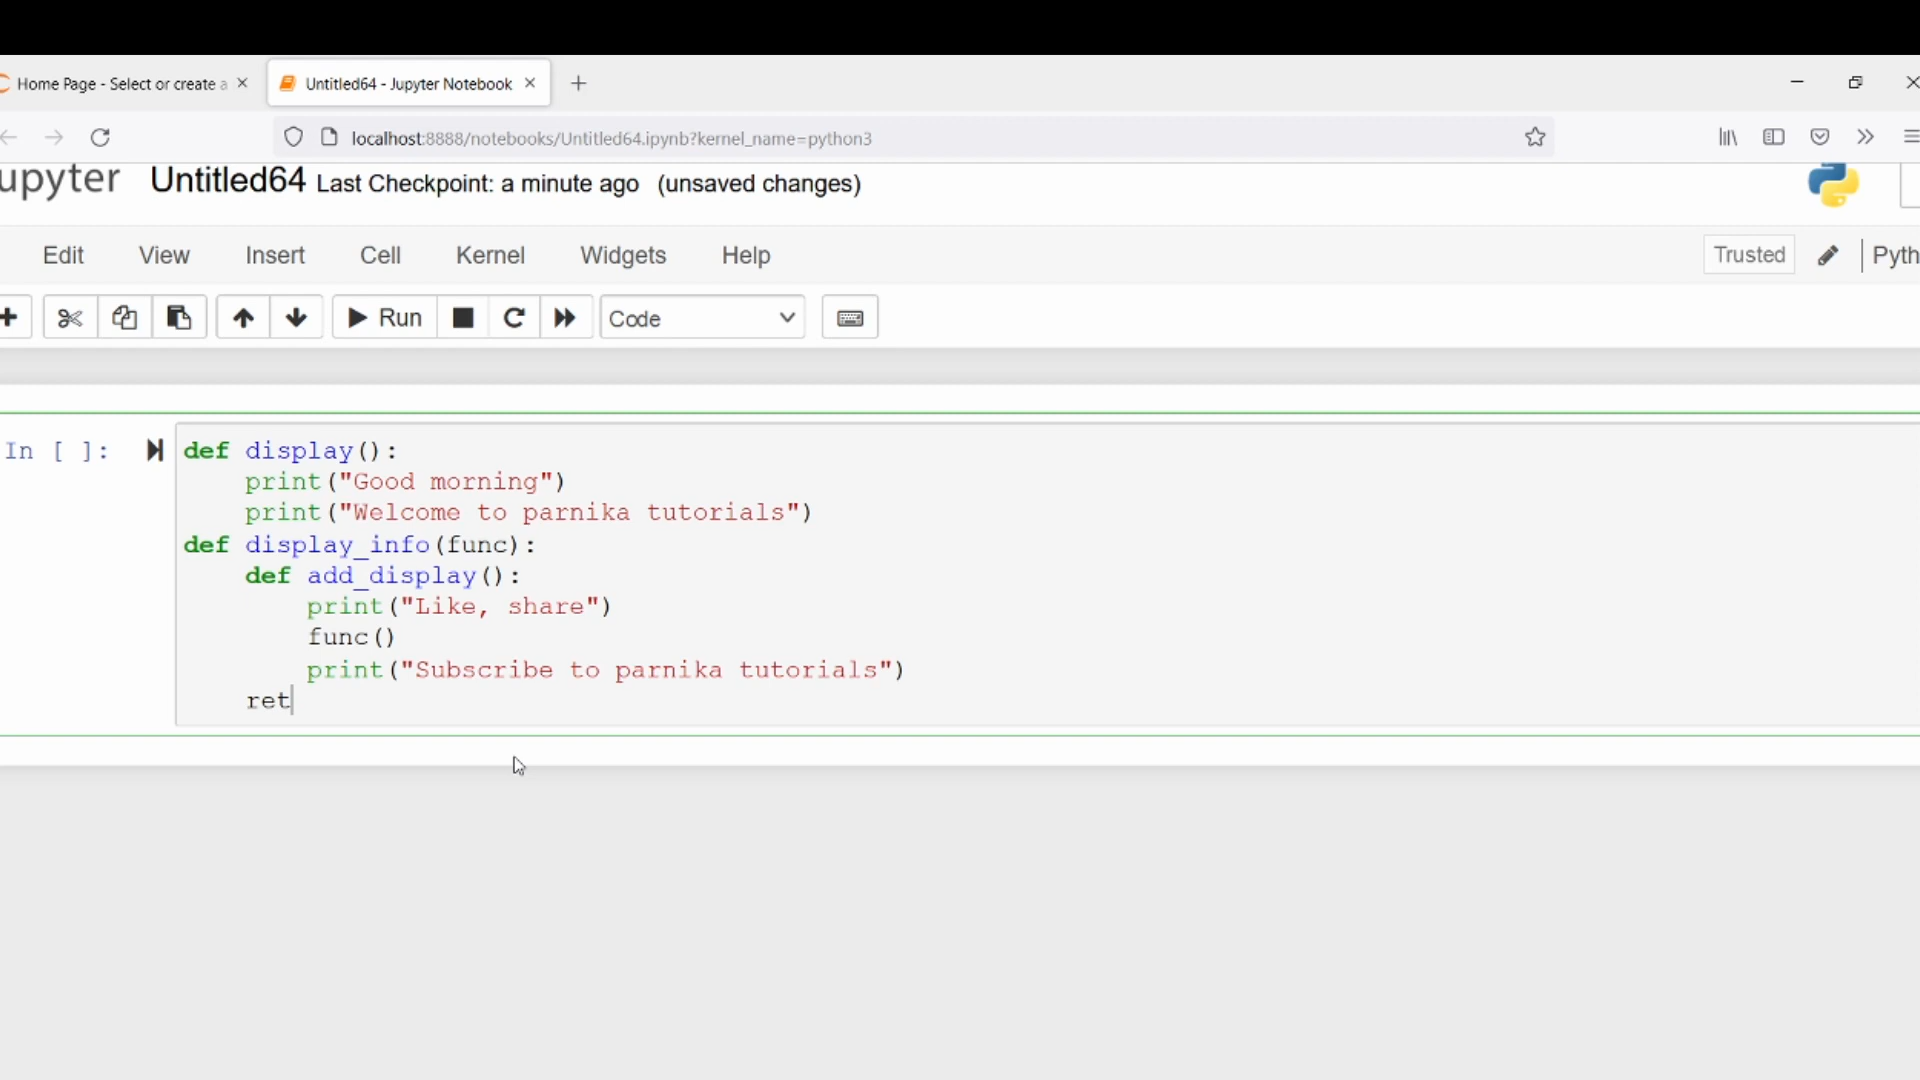 Home Page - Select or create a
Untitled64 - Jupyter Notebook
localhost:8888/notebooks/Untitled64.ipynb?kernel_name=python3
upyter Untitled64 Last Checkpoint: a minute ago (unsaved changes)
Edit View Insert Cell Kernel Widgets Help Trusted Pyth
Run Code
In [ ]: def display():
    print("Good morning")
    print("Welcome to parnika tutorials")
def display_info(func):
    def add_display():
        print("Like, share")
        func()
        print("Subscribe to parnika tutorials")
    ret